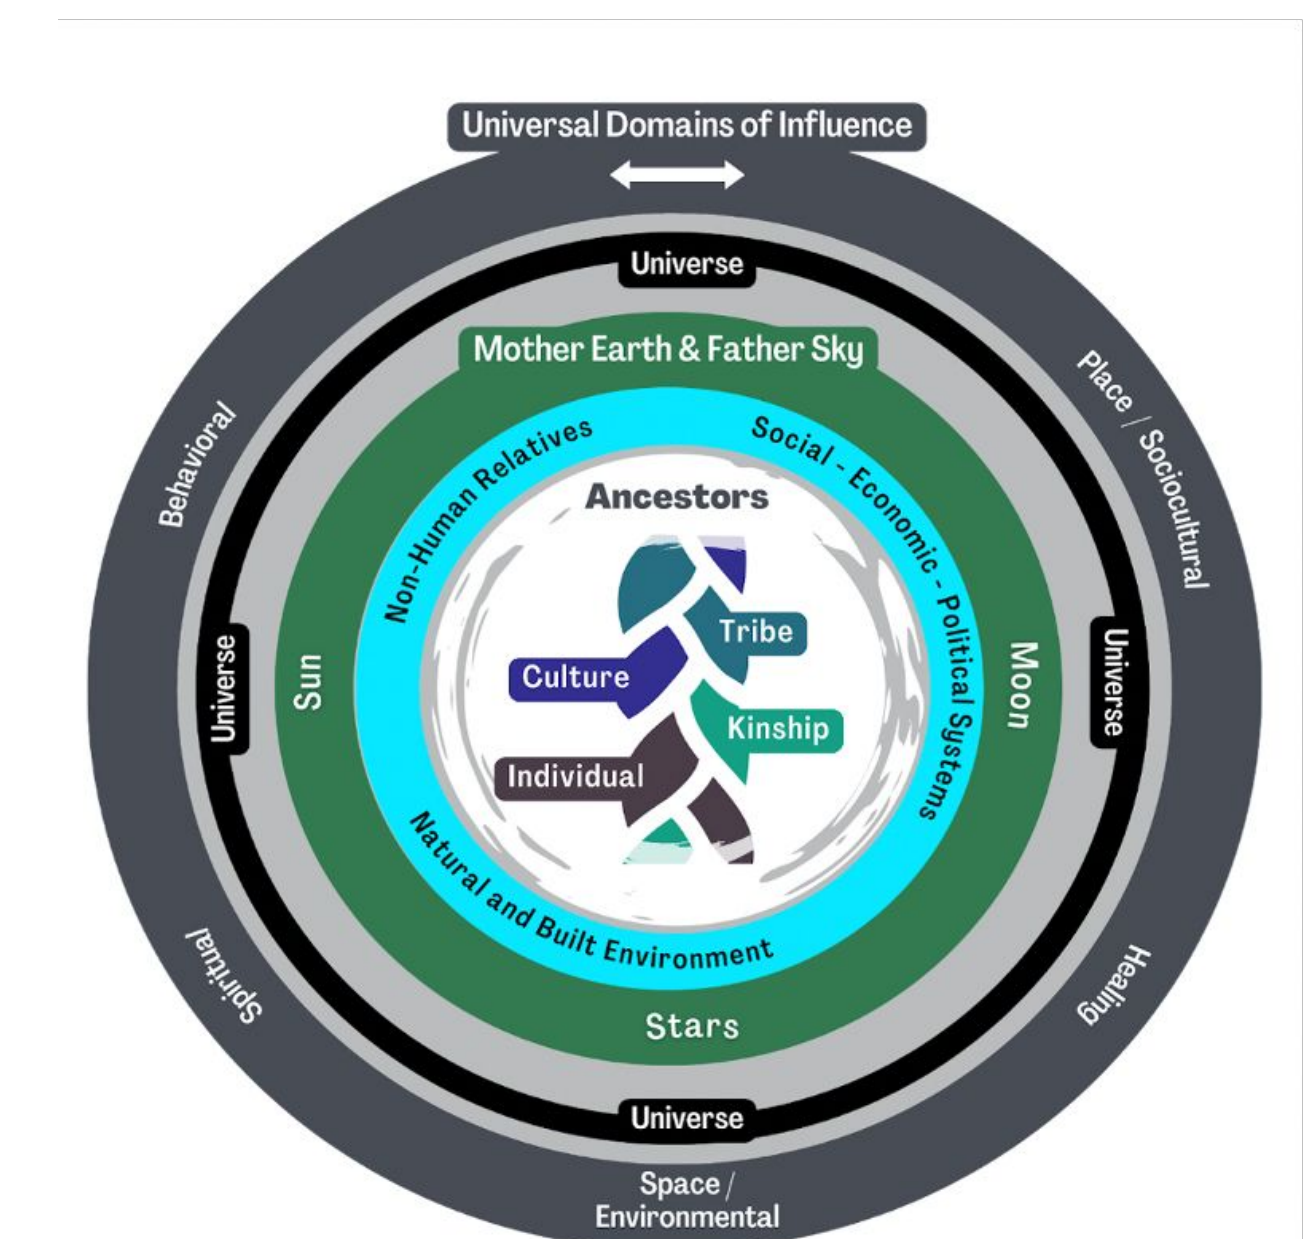 Universal Domains of Influence
Universe
Mother Earth & Father Sky
Behavioral
Place / Sociocultural
Non-Human Relatives
Social - Economic - Political Systems
Ancestors
Tribe
Culture
Kinship
Individual
Universe
Sun
Moon
Universe
Natural and Built Environment
Spiritual
Healing
Stars
Universe
Space /
Environmental